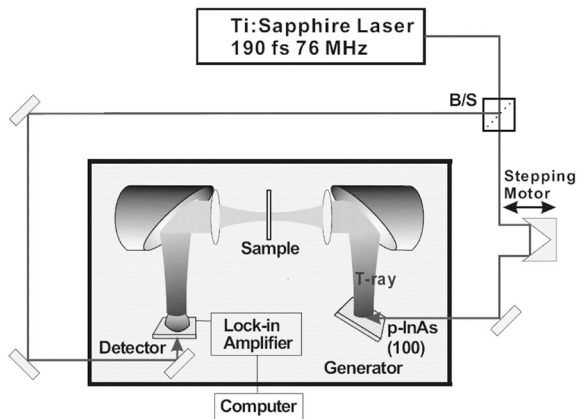 Ti:Sapphire Laser
190 fs 76 MHz
B/S
Stepping
Motor
Sample
T-ray
p-InAs
(100)
Lock-in
Amplifier
Detector
Generator
Computer